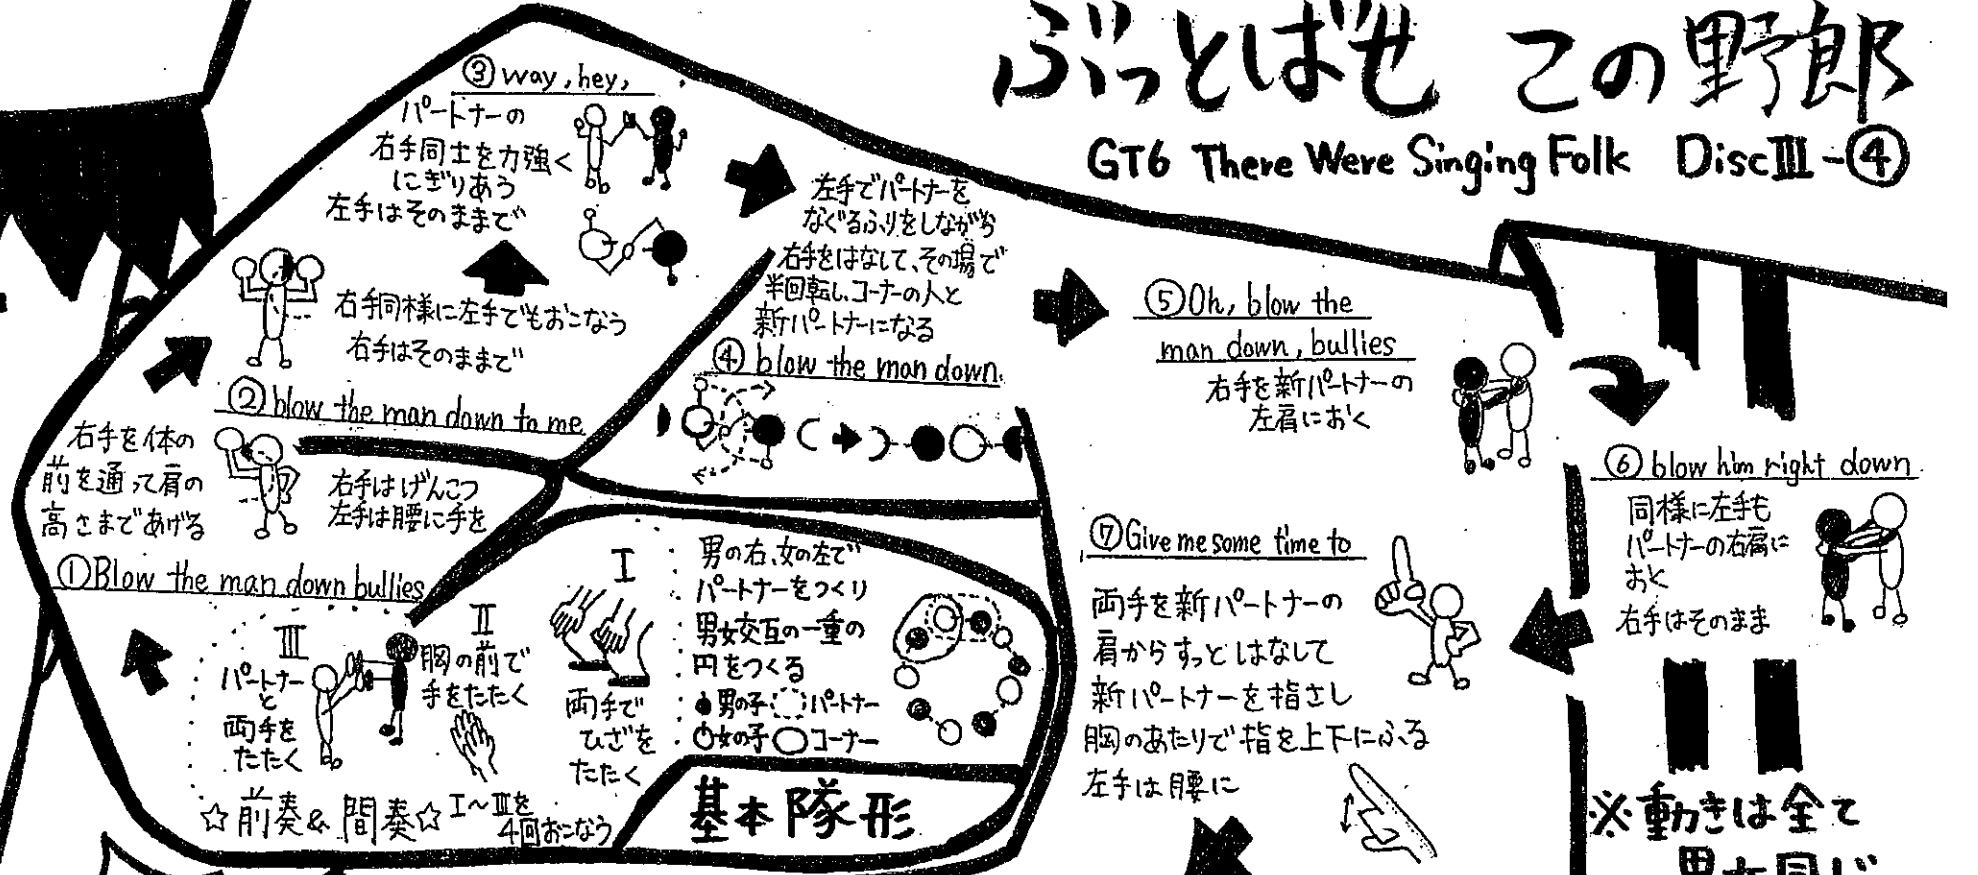 ぶっとばせ この野郎
GT6 There Were Singing Folk Disc Ⅲ-④
基本隊形
男の右、女の左で
パートナーをつくり
男女交互の一重の
円をつくる
男の子 パートナー
女の子 コーナー
☆前奏&間奏☆ Ⅰ~Ⅲを
4回おこなう
Ⅰ
両手で
ひざを
たたく
Ⅱ
胸の前で
手をたたく
Ⅲ
パートナー
と
両手を
たたく
①Blow the man down bullies
右手を体の
前を通って肩の
高さまであげる
右手はげんこつ
左手は腰に手を
②blow the man down to me
右手同様に左手でもおこなう
右手はそのままで
③way, hey,
パートナーの
右手同士を力強く
にぎりあう
左手はそのままで
④blow the man down.
左手でパートナーを
なぐるふりをしながら
右手をはなして、その場で
半回転し、コーナーの人と
新パートナーになる
⑤Oh, blow the
man down, bullies
右手を新パートナーの
左肩におく
⑥blow him right down
同様に左手も
パートナーの右肩に
おく
右手はそのまま
⑦Give me some time to
両手を新パートナーの
肩からすっとはなして
新パートナーを指さし
胸のあたりで指を上下にふる
左手は腰に
※動きは全て
男女同じ